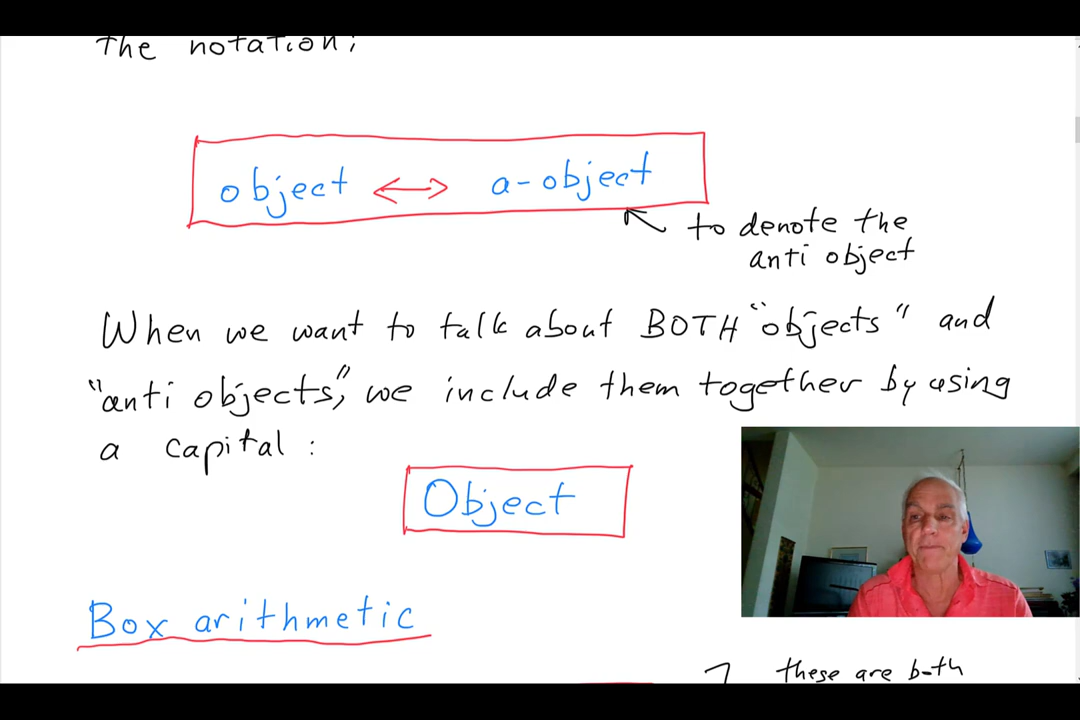 the notation:
object ↔ a-object
to denote the
anti object
When we want to talk about BOTH "objects" and
"anti objects", we include them together by using
a capital:
Object
Box arithmetic
these are both